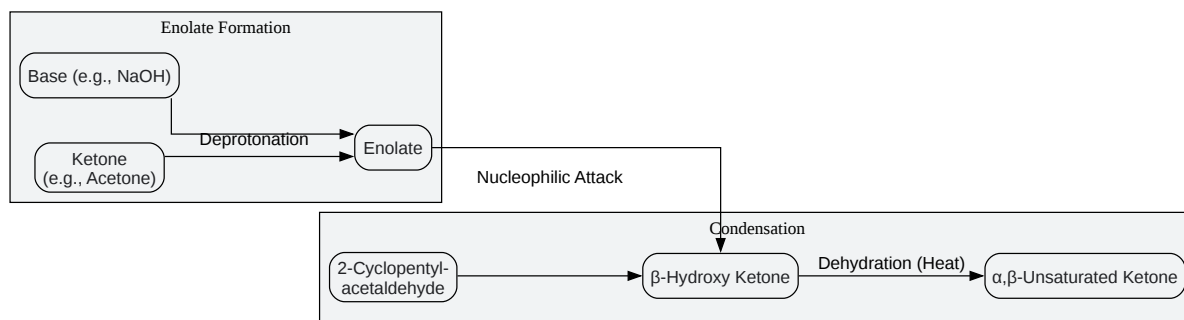 Enolate Formation
Base (e.g., NaOH)
Deprotonation
Ketone
(e.g., Acetone)
Enolate
Nucleophilic Attack
Condensation
2-Cyclopentyl-
acetaldehyde
β-Hydroxy Ketone
Dehydration (Heat)
α,β-Unsaturated Ketone